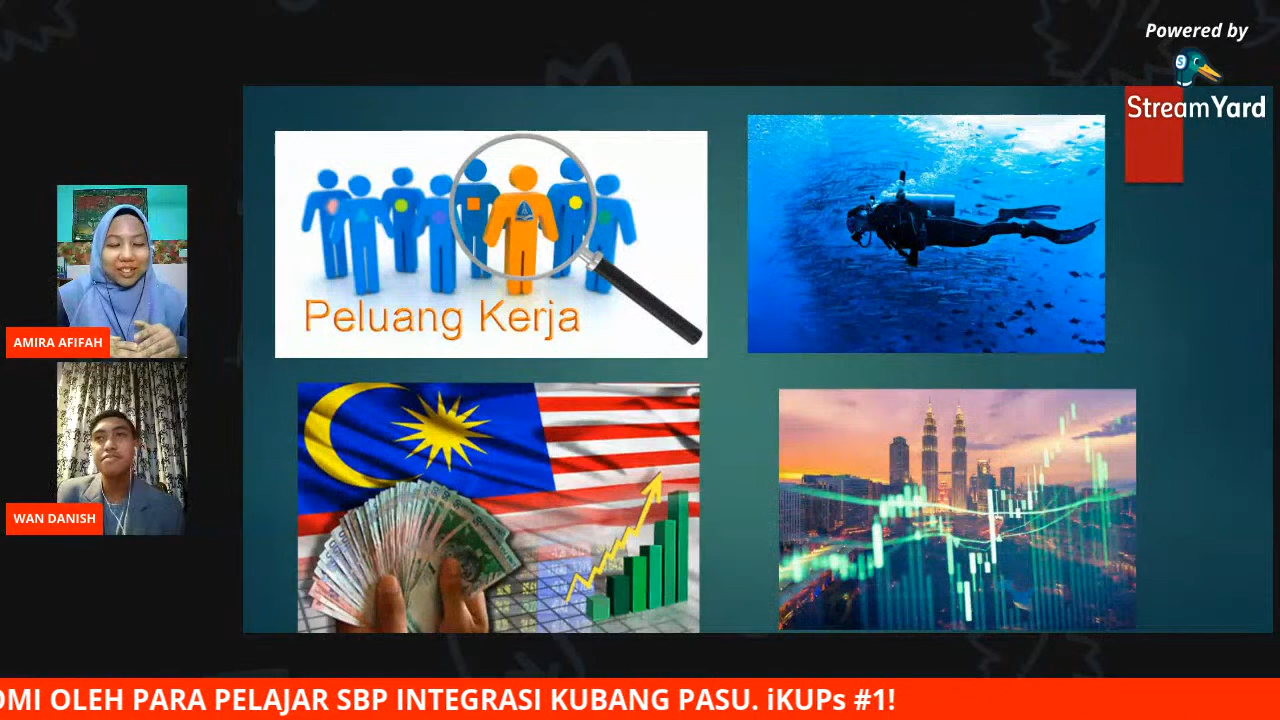 Powered by
StreamYard
Peluang Kerja
AMIRA AFIFAH
WAN DANISH
OMI OLEH PARA PELAJAR SBP INTEGRASI KUBANG PASU. iKUPs #1!